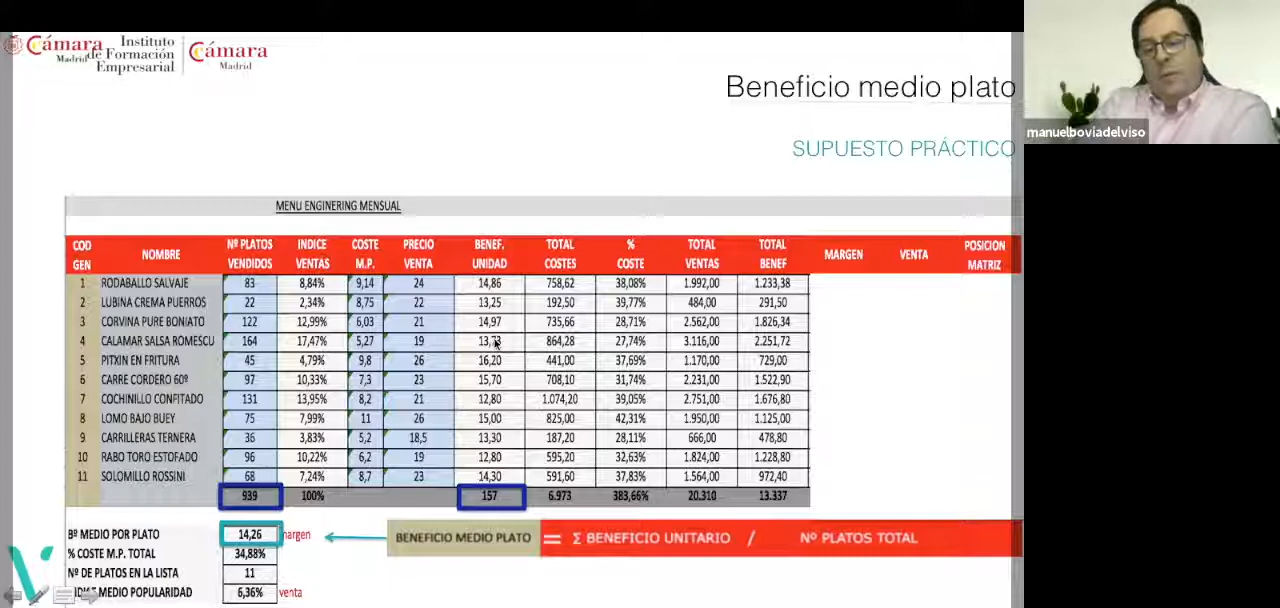 Cámara
Madrid
Instituto
de Formación
Empresarial
Cámara
Madrid
Beneficio medio plato
SUPUESTO PRÁCTICO
manuelboviadelviso
MENU ENGINERING MENSUAL
COD GEN NOMBRE Nº PLATOS VENDIDOS INDICE VENTAS COSTE M.P. PRECIO VENTA BENEF. UNIDAD TOTAL COSTES % COSTE TOTAL VENTAS TOTAL BENEF MARGEN VENTA POSICION MATRIZ
1 RODABALLO SALVAJE 83 8,84% 9,14 24 14,86 758,62 38,08% 1.992,00 1.233,38
2 LUBINA CREMA PUERROS 22 2,34% 8,75 22 13,25 192,50 39,77% 484,00 291,50
3 CORVINA PURE BONIATO 122 12,99% 6,03 21 14,97 735,66 28,71% 2.562,00 1.826,34
4 CALAMAR SALSA ROMESCU 164 17,47% 5,27 19 864,28 27,74% 3.116,00 2.251,72
5 PITXIN EN FRITURA 45 4,79% 9,8 26 16,20 441,00 37,69% 1.170,00 729,00
6 CARRE CORDERO 60º 97 10,33% 7,3 23 15,70 708,10 31,74% 2.231,00 1.522,90
7 COCHINILLO CONFITADO 131 13,95% 8,2 21 12,80 1.074,20 39,05% 2.751,00 1.676,80
8 LOMO BAJO BUEY 75 7,99% 11 26 15,00 825,00 42,31% 1.950,00 1.125,00
9 CARRILLERAS TERNERA 36 3,83% 5,2 18,5 13,30 187,20 28,11% 666,00 478,80
10 RABO TORO ESTOFADO 96 10,22% 6,2 19 12,80 595,20 32,63% 1.824,00 1.228,80
11 SOLOMILLO ROSSINI 68 7,24% 8,7 23 14,30 591,60 37,83% 1.564,00 972,40
939 100% 157 6.973 383,66% 20.310 13.337
Bº MEDIO POR PLATO 14,26 margen
BENEFICIO MEDIO PLATO = Σ BENEFICIO UNITARIO / Nº PLATOS TOTAL
% COSTE M.P. TOTAL 34,88%
Nº DE PLATOS EN LA LISTA 11
MEDIO POPULARIDAD 6,36% venta